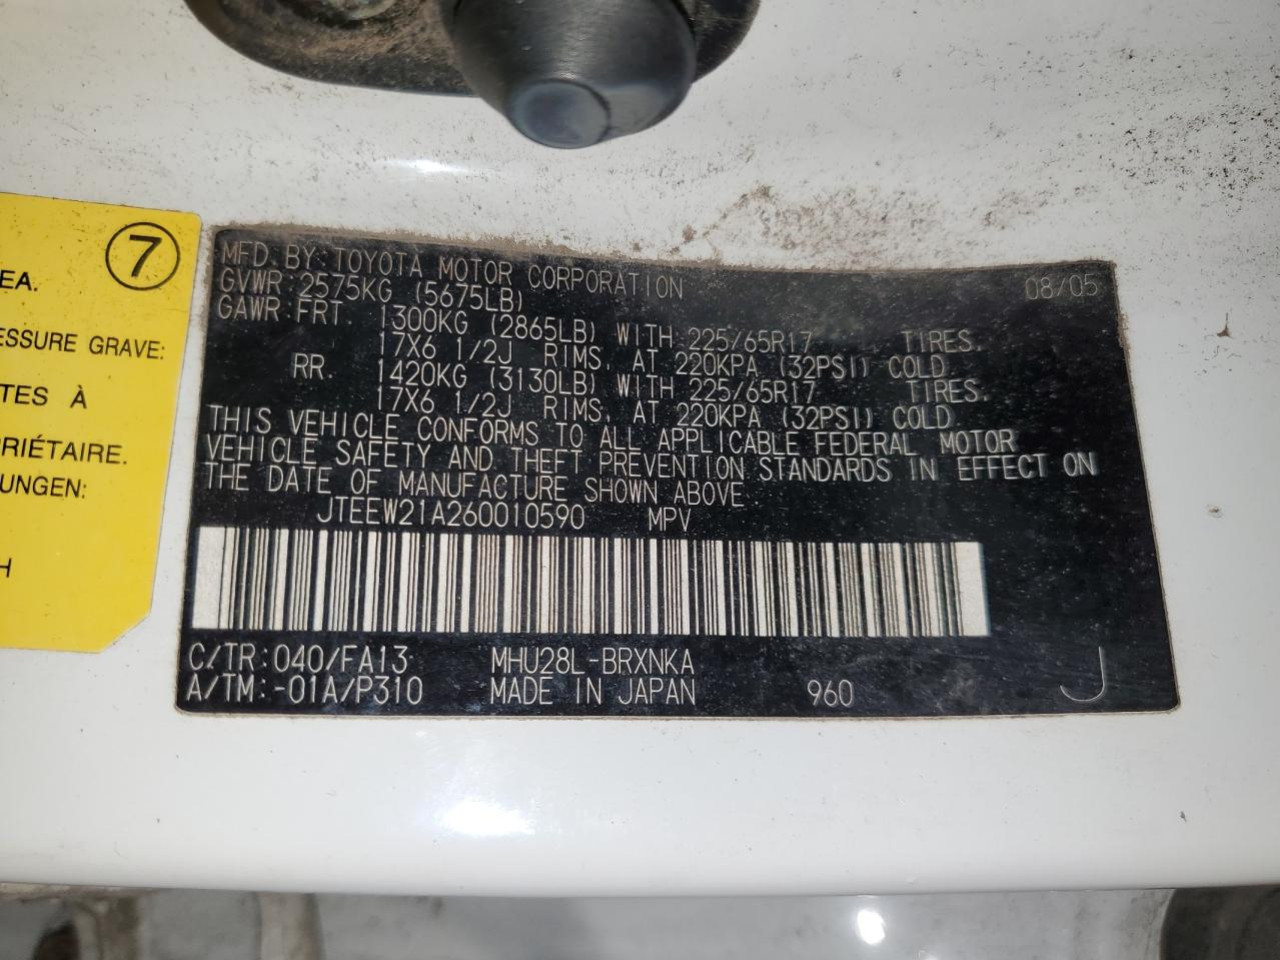 7
EA.
ESSURE GRAVE:
TES À
PRIÉTAIRE.
UNGEN:
H
MFD. BY: TOYOTA MOTOR CORPORATION 08/05
GVWR: 2575KG (5675LB)
GAWR: FRT. 1300KG (2865LB) WITH 225/65R17 TIRES,
17X6 1/2J RIMS, AT 220KPA (32PSI) COLD
RR. 1420KG (3130LB) WITH 225/65R17 TIRES,
17X6 1/2J RIMS, AT 220KPA (32PSI) COLD
THIS VEHICLE CONFORMS TO ALL APPLICABLE FEDERAL MOTOR
VEHICLE SAFETY AND THEFT PREVENTION STANDARDS IN EFFECT ON
THE DATE OF MANUFACTURE SHOWN ABOVE.
JTEEW21A260010590 MPV
C/TR: 040/FA13 MHU28L-BRXNKA
A/TM: -01A/P310 MADE IN JAPAN 960 J